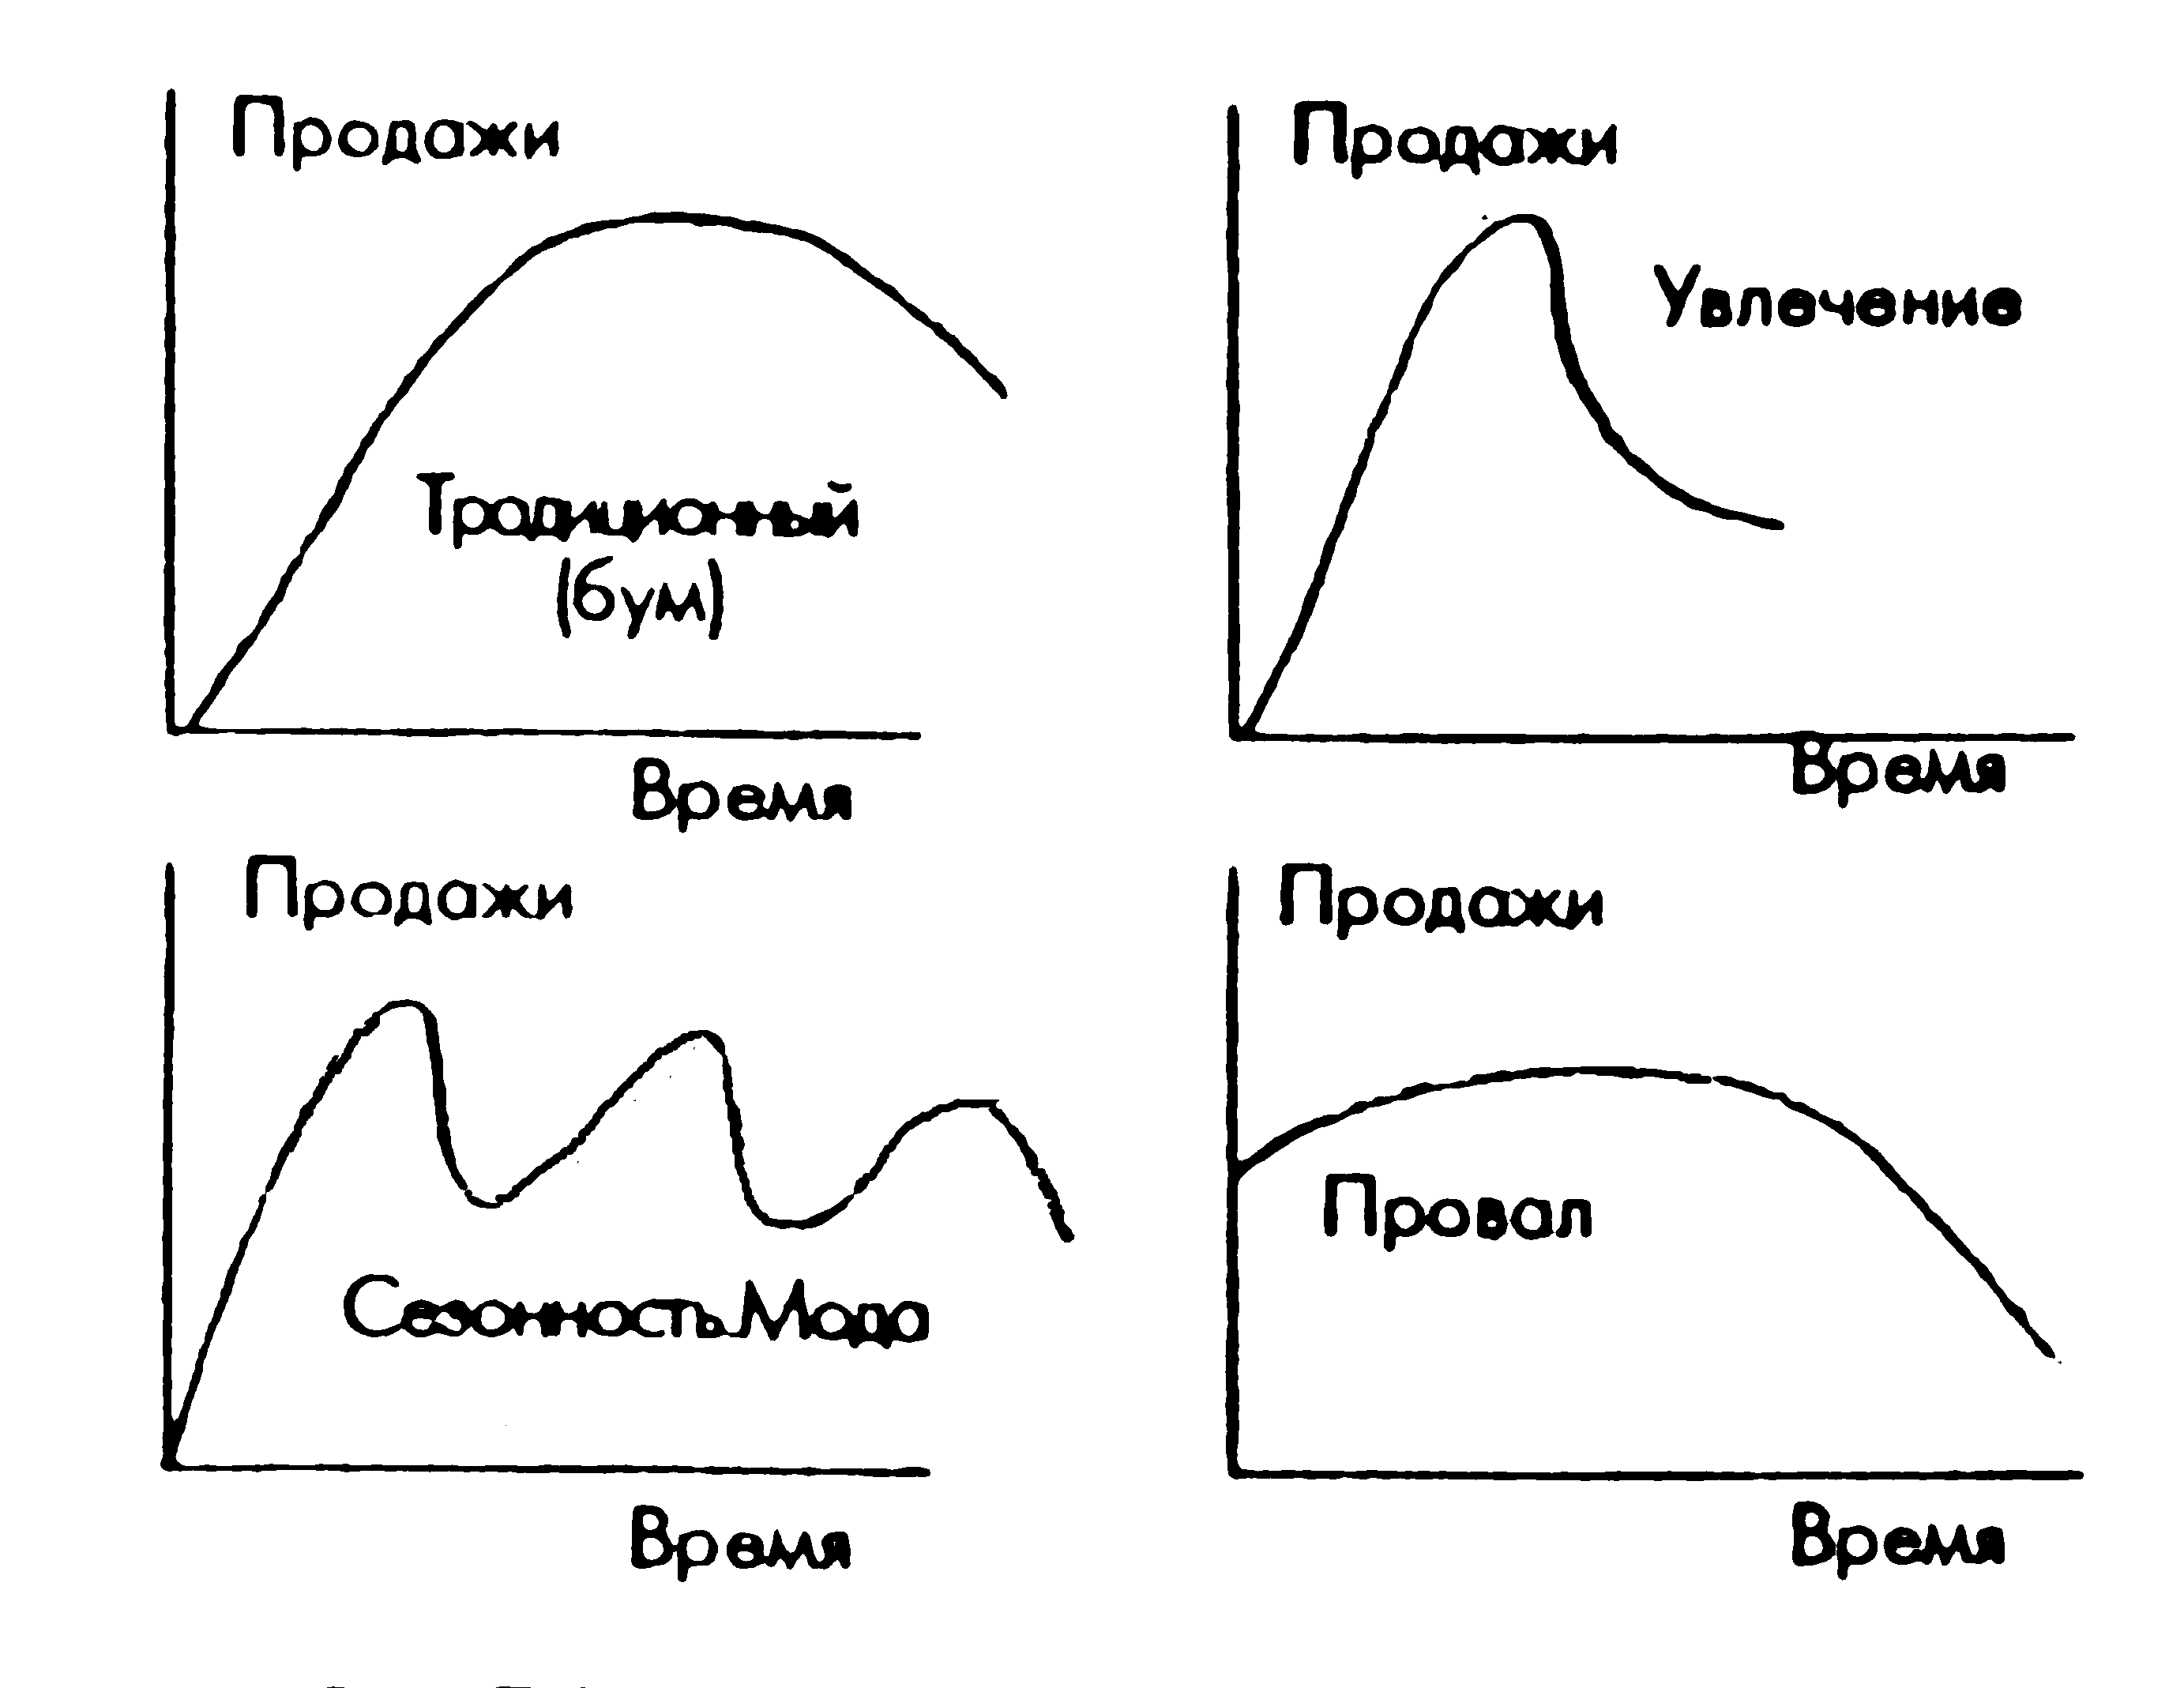 Продажи
Традиционный
(бум)
Время
Продажи
Увлечение
Время
Продажи
Сезонность. Мода
Время
Продажи
Провал
Время